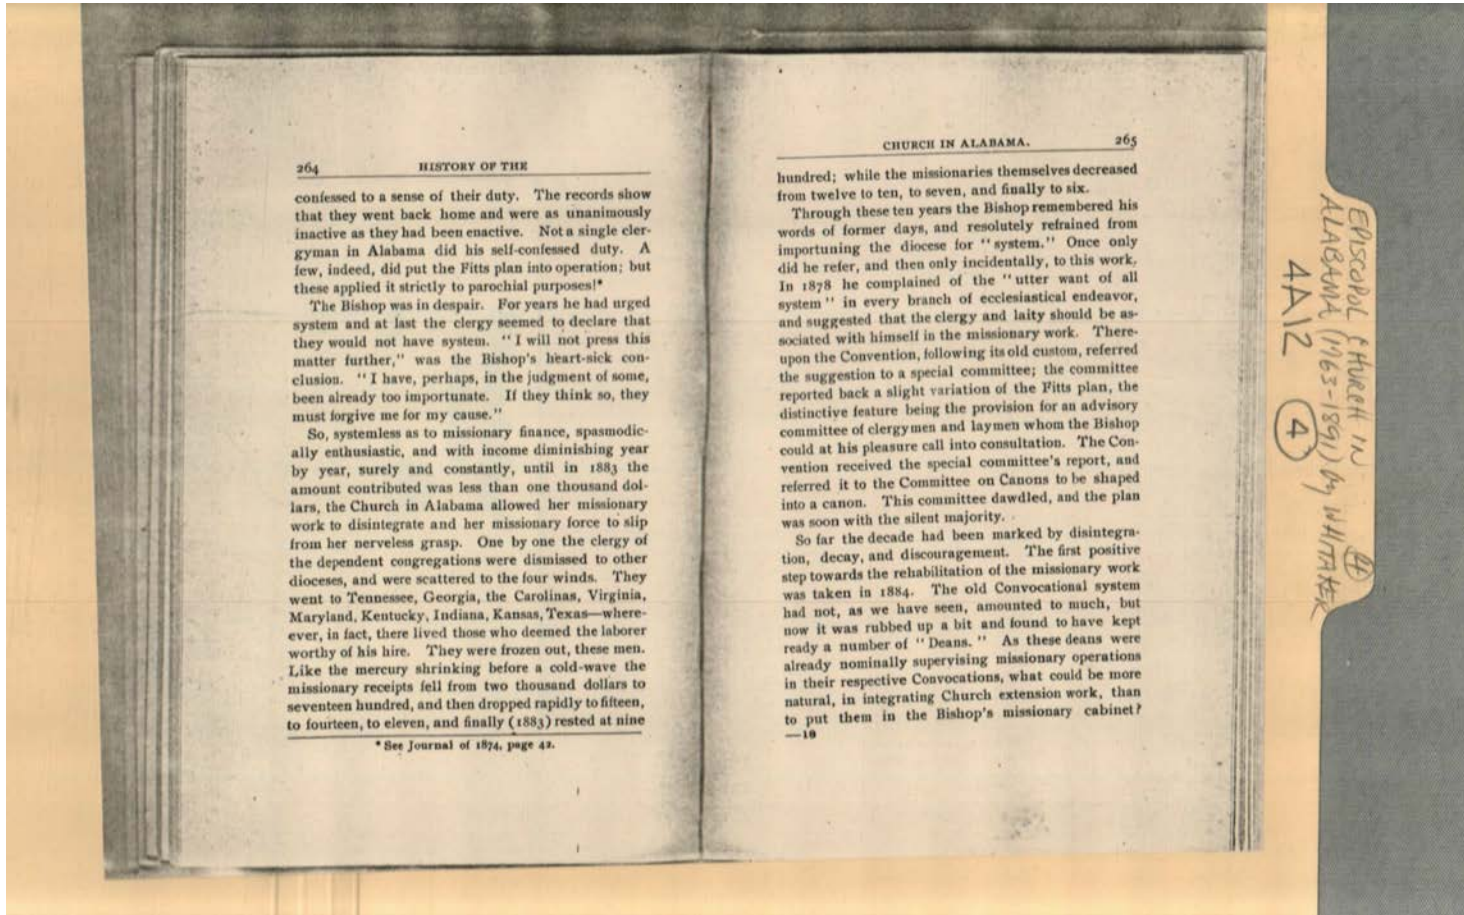 264 HISTORY OF THE
confessed to a sense of their duty. The records show
that they went back home and were as unanimously
inactive as they had been enactive. Not a single cler-
gyman in Alabama did his self-confessed duty. A
few, indeed, did put the Fitts plan into operation; but
these applied it strictly to parochial purposes!*
The Bishop was in despair. For years he had urged
system and at last the clergy seemed to declare that
they would not have system. "I will not press this
matter further," was the Bishop's heart-sick con-
clusion. "I have, perhaps, in the judgment of some,
been already too importunate. If they think so, they
must forgive me for my cause."
So, systemless as to missionary finance, spasmodic-
ally enthusiastic, and with income diminishing year
by year, surely and constantly, until in 1883 the
amount contributed was less than one thousand dol-
lars, the Church in Alabama allowed her missionary
work to disintegrate and her missionary force to slip
from her nerveless grasp. One by one the clergy of
the dependent congregations were dismissed to other
dioceses, and were scattered to the four winds. They
went to Tennessee, Georgia, the Carolinas, Virginia,
Maryland, Kentucky, Indiana, Kansas, Texas—where-
ever, in fact, there lived those who deemed the laborer
worthy of his hire. They were frozen out, these men.
Like the mercury shrinking before a cold-wave the
missionary receipts fell from two thousand dollars to
seventeen hundred, and then dropped rapidly to fifteen,
to fourteen, to eleven, and finally (1883) rested at nine
* See Journal of 1874, page 42.
CHURCH IN ALABAMA. 265
hundred; while the missionaries themselves decreased
from twelve to ten, to seven, and finally to six.
Through these ten years the Bishop remembered his
words of former days, and resolutely refrained from
importuning the diocese for "system." Once only
did he refer, and then only incidentally, to this work.
In 1878 he complained of the "utter want of all
system" in every branch of ecclesiastical endeavor,
and suggested that the clergy and laity should be as-
sociated with himself in the missionary work. There-
upon the Convention, following its old custom, referred
the suggestion to a special committee; the committee
reported back a slight variation of the Fitts plan, the
distinctive feature being the provision for an advisory
committee of clergymen and laymen whom the Bishop
could at his pleasure call into consultation. The Con-
vention received the special committee's report, and
referred it to the Committee on Canons to be shaped
into a canon. This committee dawdled, and the plan
was soon with the silent majority.
So far the decade had been marked by disintegra-
tion, decay, and discouragement. The first positive
step towards the rehabilitation of the missionary work
was taken in 1884. The old Convocational system
had not, as we have seen, amounted to much, but
now it was rubbed up a bit and found to have kept
ready a number of "Deans." As these deans were
already nominally supervising missionary operations
in their respective Convocations, what could be more
natural, in integrating Church extension work, than
to put them in the Bishop's missionary cabinet?
—18
EPISCOPOL CHURCH IN
ALABAMA (1763-1891) by WHITAKER
4A12 4